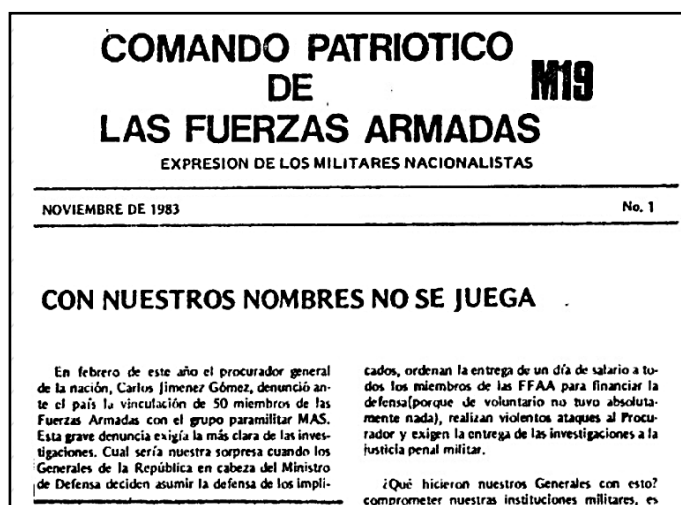 COMANDO PATRIOTICO
DE
M19
LAS FUERZAS ARMADAS
EXPRESION DE LOS MILITARES NACIONALISTAS
NOVIEMBRE DE 1983
No. 1
CON NUESTROS NOMBRES NO SE JUEGA
En febrero de este año el procurador general
de la nación, Carlos Jimenez Gómez, denunció an-
te el país la vinculación de 50 miembros de las
Fuerzas Armadas con el grupo paramilitar MAS.
Esta grave denuncia exigía la más clara de las inves-
tigaciones. Cual sería nuestra sorpresa cuando los
Generales de la República en cabeza del Ministro
de Defensa deciden asumir la defensa de los impli-
cados, ordenan la entrega de un día de salario a to-
dos los miembros de las FFAA para financiar la
defensa(porque de voluntario no tuvo absoluta-
mente nada), realizan violentos ataques al Procu-
rador y exigen la entrega de las investigaciones a la
justicia penal militar.
¿Qué hicieron nuestros Generales con esto?
comprometer nuestras instituciones militares, es